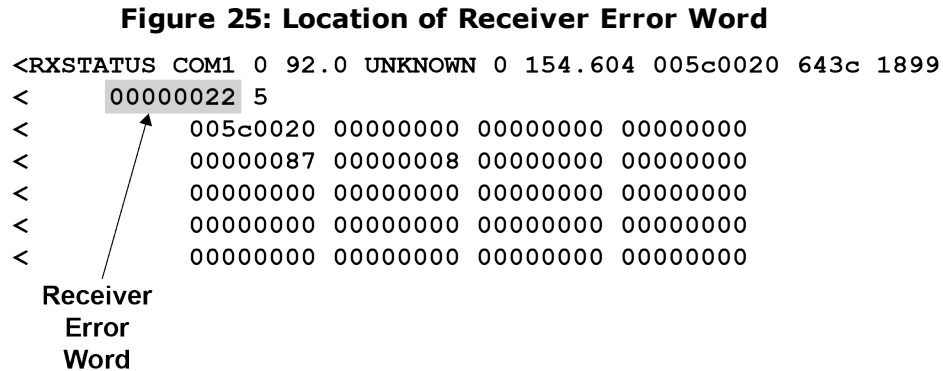 Figure 25: Location of Receiver Error Word
<RXSTATUS COM1 0 92.0 UNKNOWN 0 154.604 005c0020 643c 1899
< 00000022 5
< 005c0020 00000000 00000000 00000000
< 00000087 00000008 00000000 00000000
< 00000000 00000000 00000000 00000000
< 00000000 00000000 00000000 00000000
< 00000000 00000000 00000000 00000000
Receiver
Error
Word